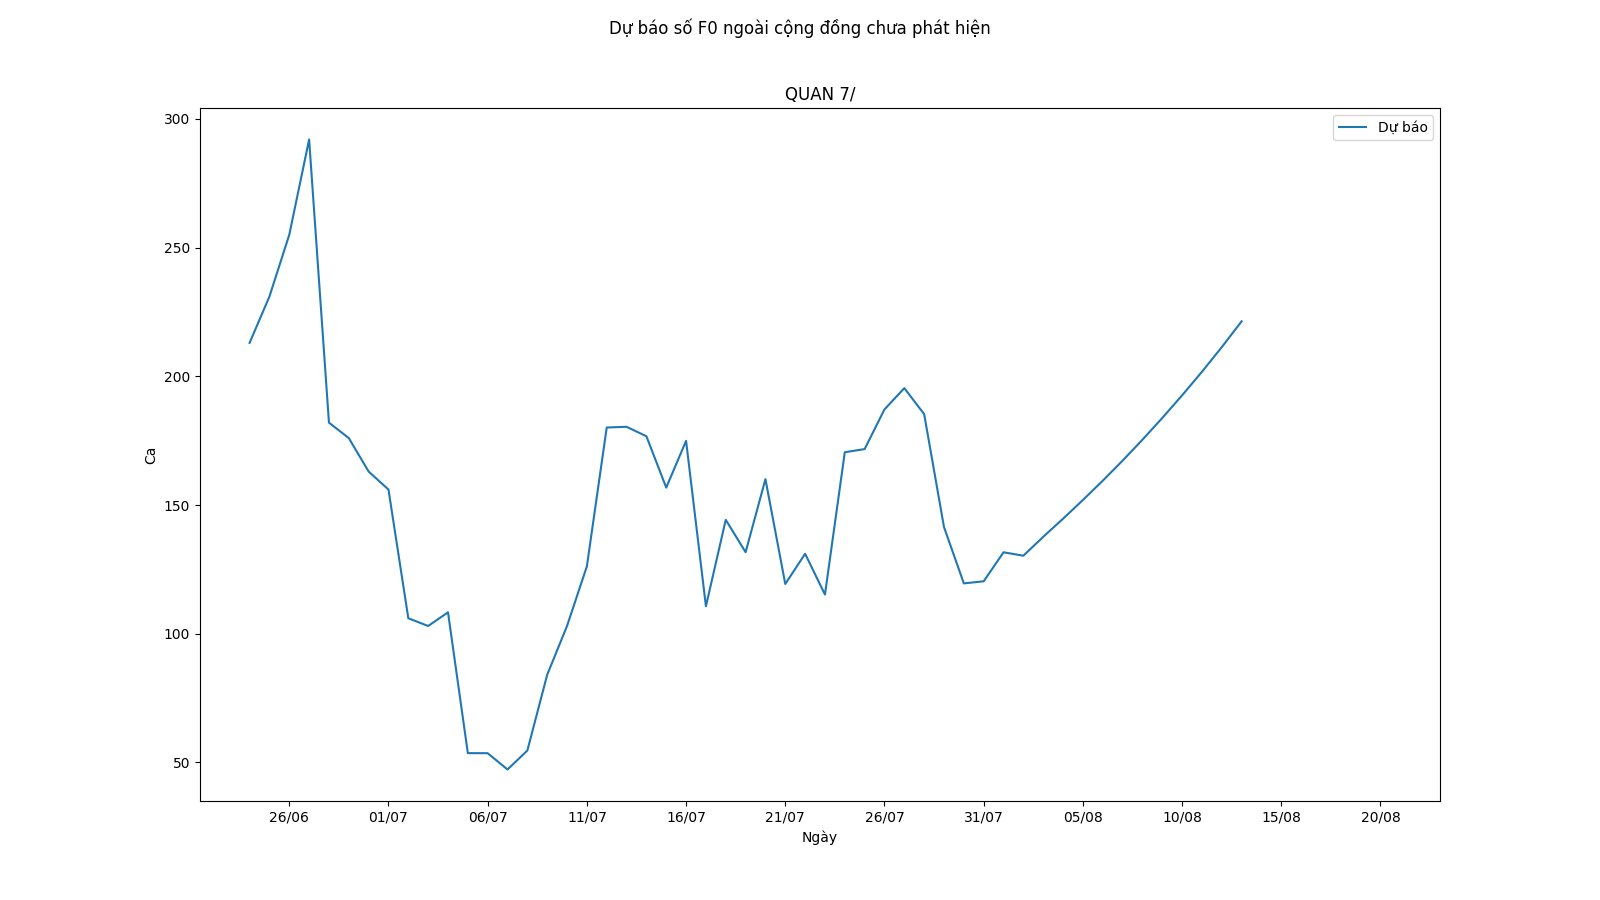 Dự báo số F0 ngoài cộng đồng chưa phát hiện
QUAN 7/
Dự báo
300
250
200
150
100
50
Ca
26/06 01/07 06/07 11/07 16/07 21/07 26/07 31/07 05/08 10/08 15/08 20/08
Ngày